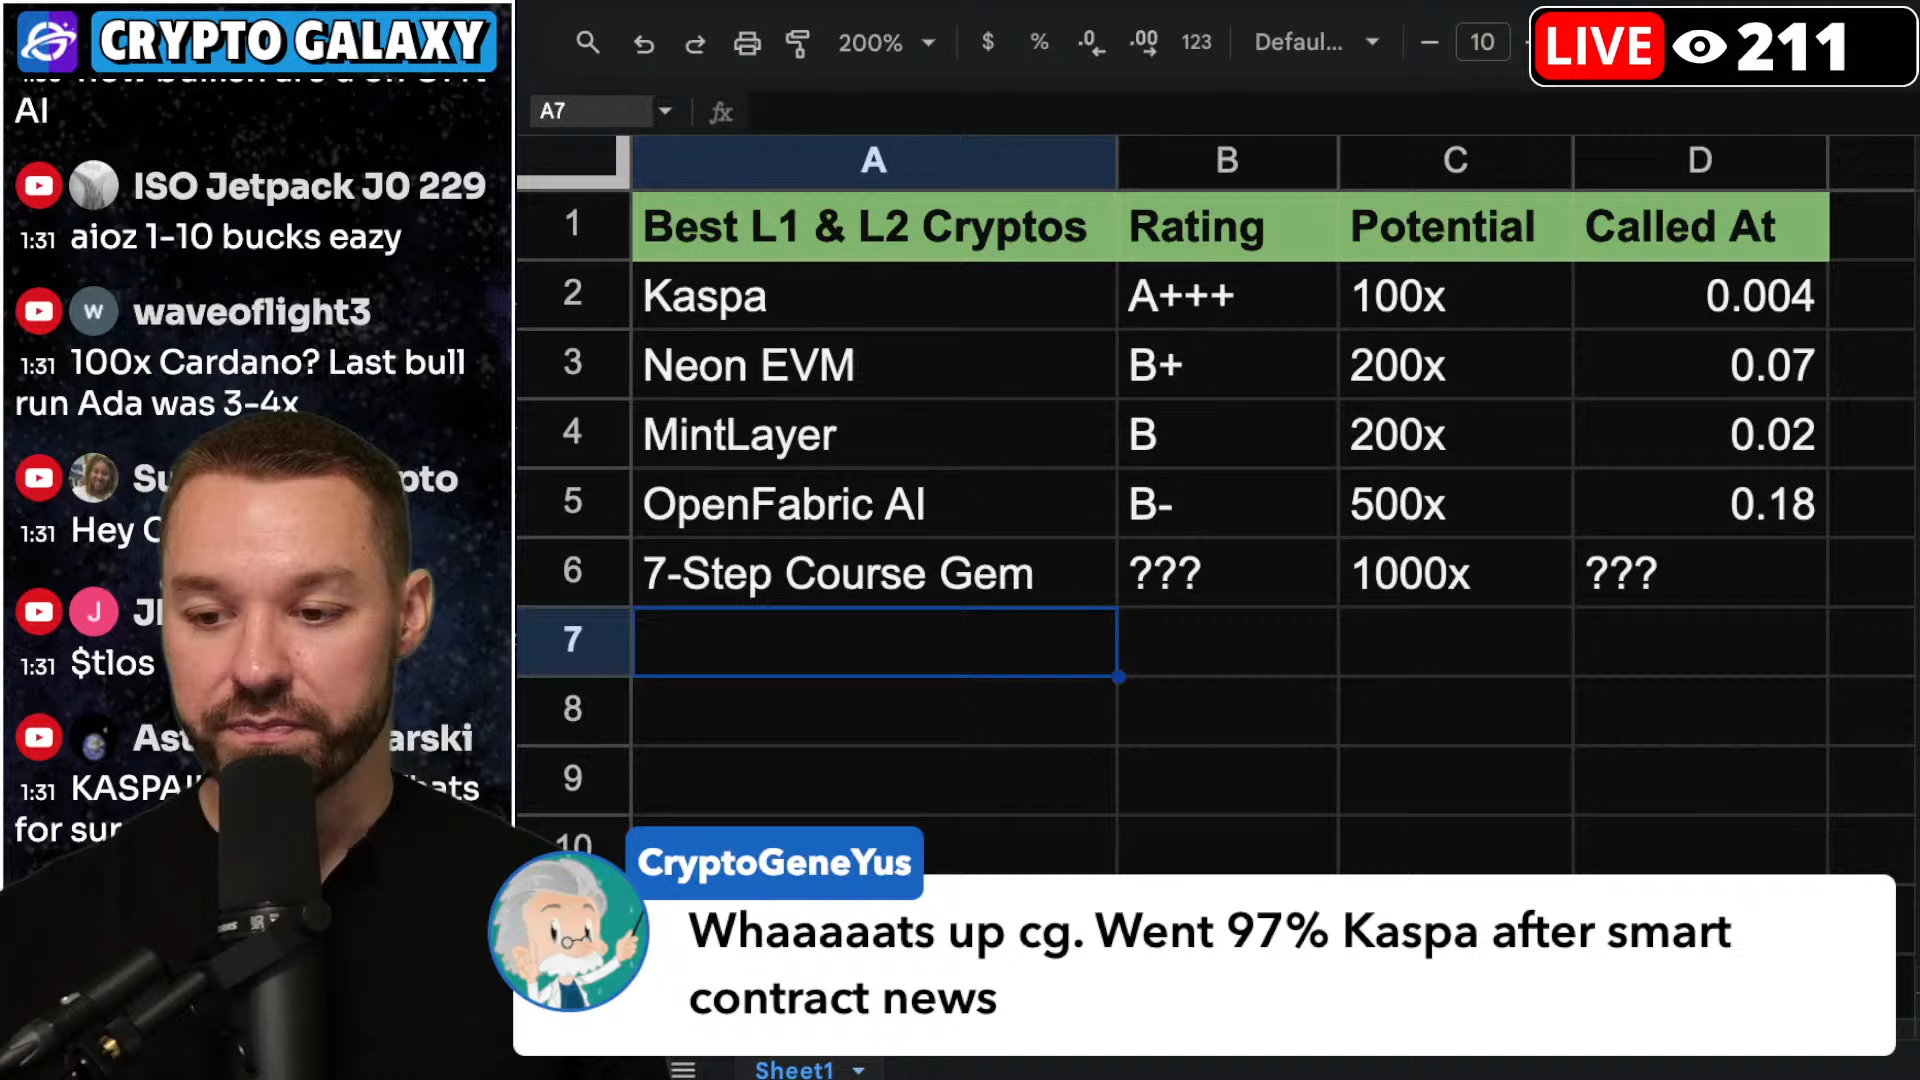 CRYPTO GALAXY
AI
ISO Jetpack JO 229
1:31 aioz 1-10 bucks eazy
W waveoflight3
1:31 100x Cardano? Last bull
run Ada was 3-4x
1:31 Hey
J
1:31 $tlos
1:31 KASPA
for sur
200%
$ % .0 .00 123 Defaul... 10
LIVE 211
A7 fx
A B C D
1 Best L1 & L2 Cryptos Rating Potential Called At
2 Kaspa A+++ 100x 0.004
3 Neon EVM B+ 200x 0.07
4 MintLayer B 200x 0.02
5 OpenFabric AI B- 500x 0.18
6 7-Step Course Gem ??? 1000x ???
7
8
9
10
CryptoGeneYus
Whaaaaats up cg. Went 97% Kaspa after smart
contract news
Sheet1